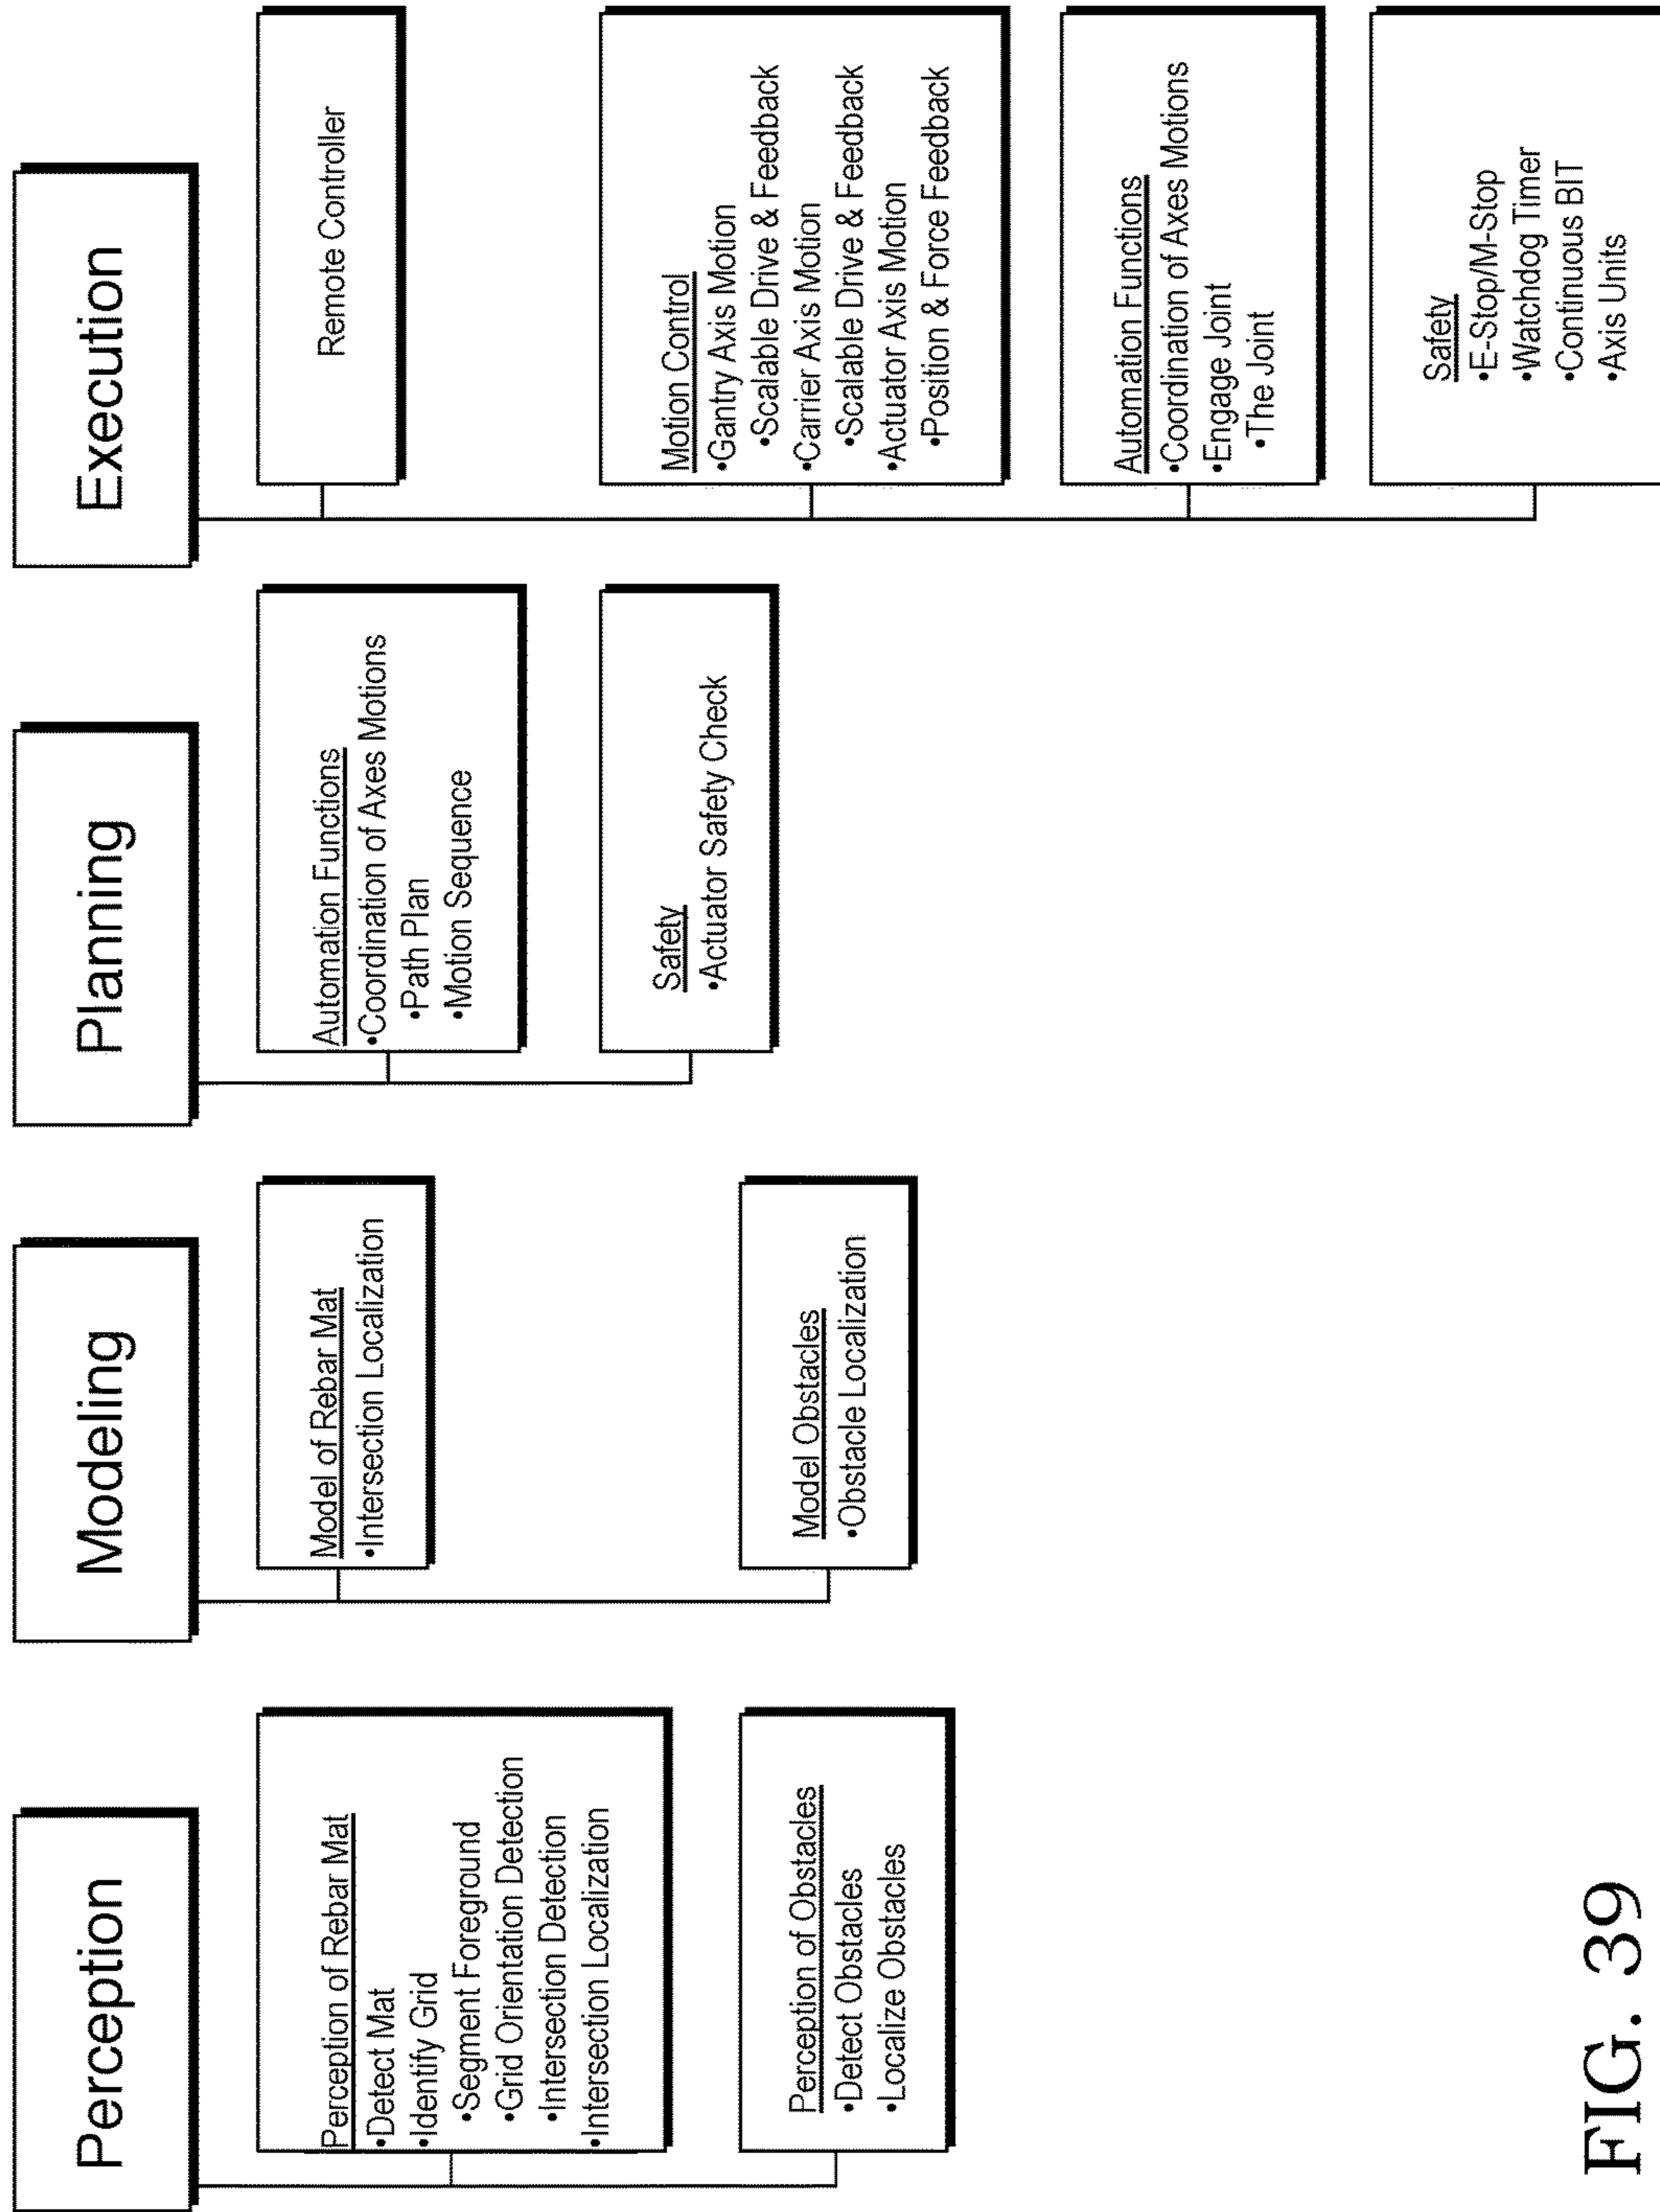 Perception
Perception of Rebar Mat
•Detect Mat
•Identify Grid
•Segment Foreground
•Grid Orientation Detection
•Intersection Detection
•Intersection Localization
Perception of Obstacles
•Detect Obstacles
•Localize Obstacles
Modeling
Model of Rebar Mat
•Intersection Localization
Model Obstacles
•Obstacle Localization
Planning
Automation Functions
•Coordination of Axes Motions
•Path Plan
•Motion Sequence
Safety
•Actuator Safety Check
Execution
Remote Controller
Motion Control
•Gantry Axis Motion
•Scalable Drive & Feedback
•Carrier Axis Motion
•Scalable Drive & Feedback
•Actuator Axis Motion
•Position & Force Feedback
Automation Functions
•Coordination of Axes Motions
•Engage Joint
•The Joint
Safety
•E-Stop/M-Stop
•Watchdog Timer
•Continuous BIT
•Axis Units
FIG. 39